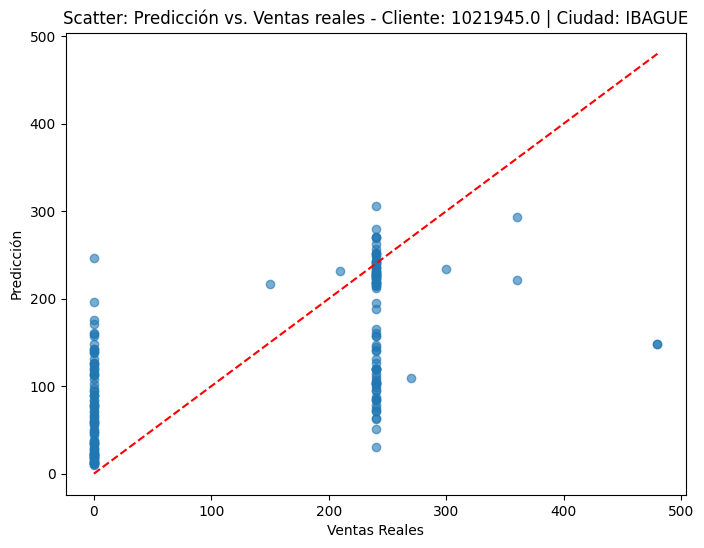 Scatter: Predicción vs. Ventas reales - Cliente: 1021945.0 | Ciudad: IBAGUE
500
400
300
200
100
0
Predicción
0 100 200 300 400 500
Ventas Reales